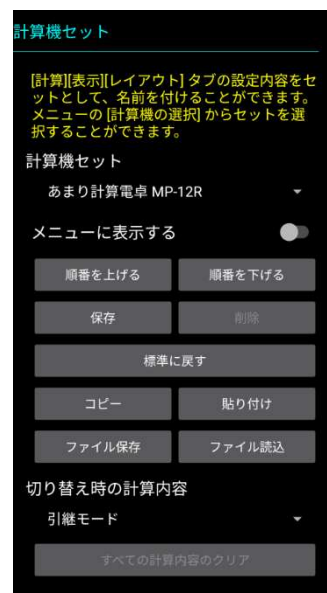 計算機セット
[計算][表示][レイアウト] タブの設定内容をセ
ットとして、名前を付けることができます。
メニューの [計算機の選択] からセットを選
択することができます。
計算機セット
あまり計算電卓 MP-12R
メニューに表示する
順番を上げる
順番を下げる
保存
削除
標準に戻す
コピー
貼り付け
ファイル保存
ファイル読込
切り替え時の計算内容
引継モード
すべての計算内容のクリア